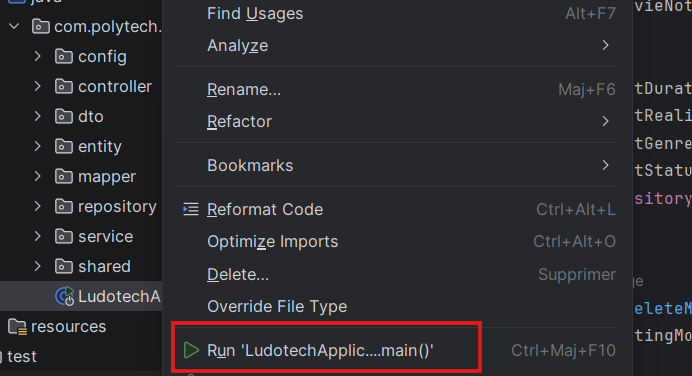 java
com.polytech.
config
controller
dto
entity
mapper
repository
service
shared
LudotechA
resources
test
Find Usages Alt+F7
Analyze
Rename... Maj+F6
Refactor
Bookmarks
Reformat Code Ctrl+Alt+L
Optimize Imports Ctrl+Alt+O
Delete... Supprimer
Override File Type
Run 'LudotechApplic....main()' Ctrl+Maj+F10
vieNot
tDurat
tReali
tGenre
tStatu
sitory
ge
eleteM
tingMo